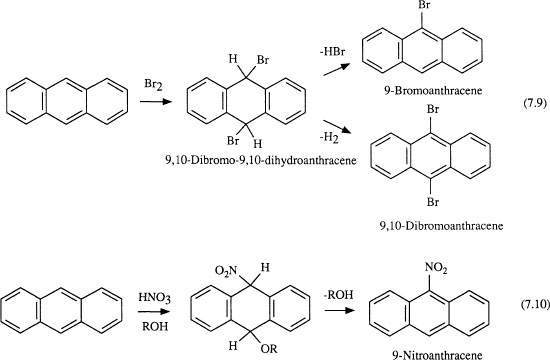 Br
H
Br
-HBr
9-Bromoanthracene
Br2
(7.9)
Br
H
-H2
Br
9,10-Dibromo-9,10-dihydroanthracene
Br
9,10-Dibromoanthracene
O2N
H
NO2
HNO3
ROH
-ROH
(7.10)
H
OR
9-Nitroanthracene